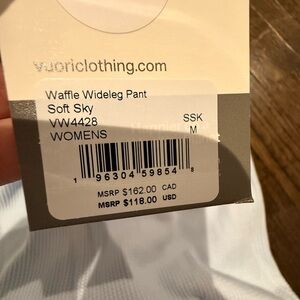 vuoriclothing.com
Waffle Wideleg Pant
Soft Sky
VW4428 SSK
WOMENS M
1 96304 59854 8
MSRP $162.00 CAD
MSRP $118.00 USD